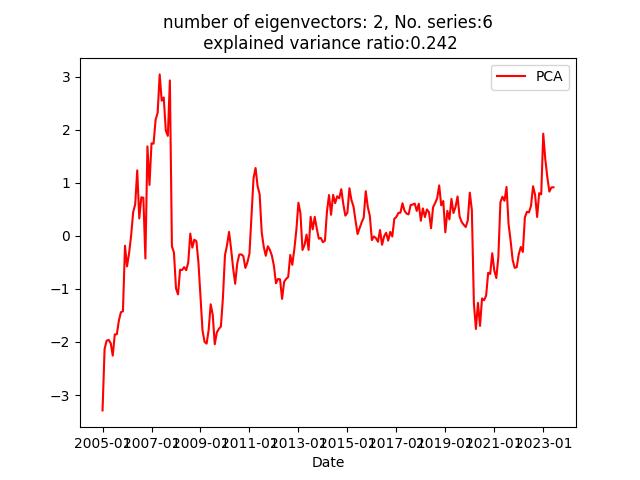 number of eigenvectors: 2, No. series:6
explained variance ratio:0.242
PCA
3
2
1
0
−1
−2
−3
2005-01 2007-01 2009-01 2011-01 2013-01 2015-01 2017-01 2019-01 2021-01 2023-01
Date